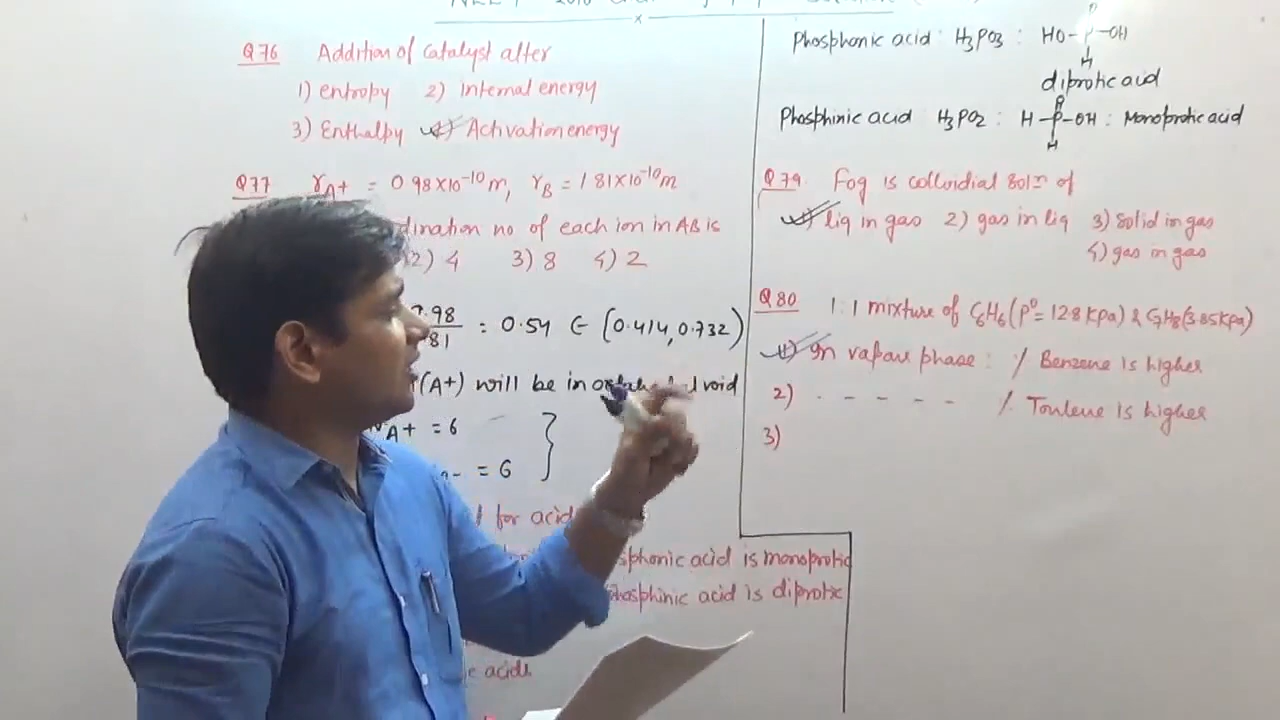 Q76 Addition of Catalyst alter
1) entropy 2) Internal energy
3) Enthalpy 4) Activation energy
Q77 rA+ = 0.98×10-10m, rB = 1.81×10-10m
dination no of each ion in AB is
2) 4 3) 8 4) 2
.98
81 = 0.54 ∈ (0.414, 0.732)
(A+) will be in void
A+ = 6
= 6
for acid
sphonic acid is monoprotic
phosphinic acid is diprotic
acids
Phosphonic acid : H3PO3 : HO-P-OH
H
diprotic acid
O
Phosphinic acid H3PO2 : H-P-OH : Monoprotic acid
H
Q79. Fog is colloidial soln of
1) liq in gas 2) gas in liq 3) solid in gas
4) gas in gas
Q80 1:1 mixture of C6H6 (P0 = 12.8 KPa) & C7H8 (3.85KPa)
1) In vapour phase : % Benzene is higher
2) - - - - - % Toulene is higher
3)